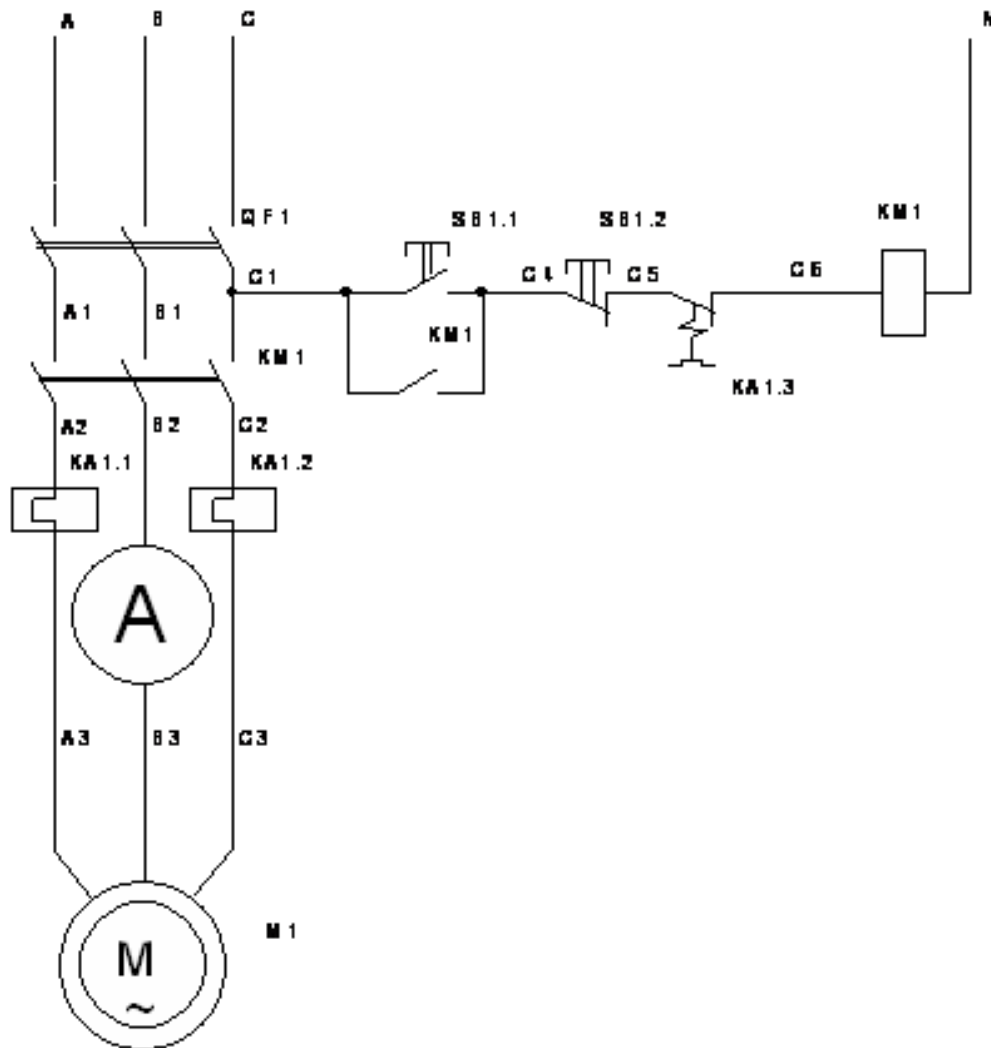 A B C N
QF1 SB1.1 SB1.2 KM1
C1 C4 C5 C6
A1 B1 KM1 KM1
KA1.3
A2 B2 C2
KA1.1 KA1.2
A
A3 B3 C3
M1
M
~